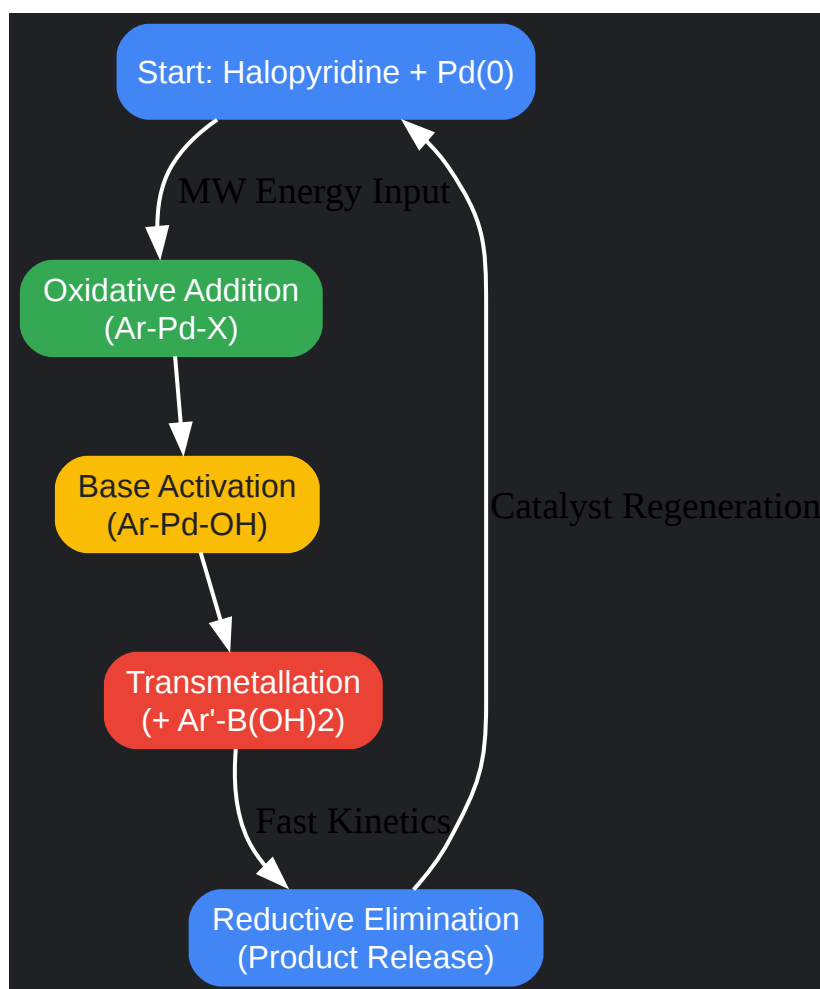 Start: Halopyridine + Pd(0)
MW Energy Input
Oxidative Addition
(Ar-Pd-X)
Base Activation
(Ar-Pd-OH)
Catalyst Regeneration
Transmetallation
(+ Ar'-B(OH)2)
Fast Kinetics
Reductive Elimination
(Product Release)